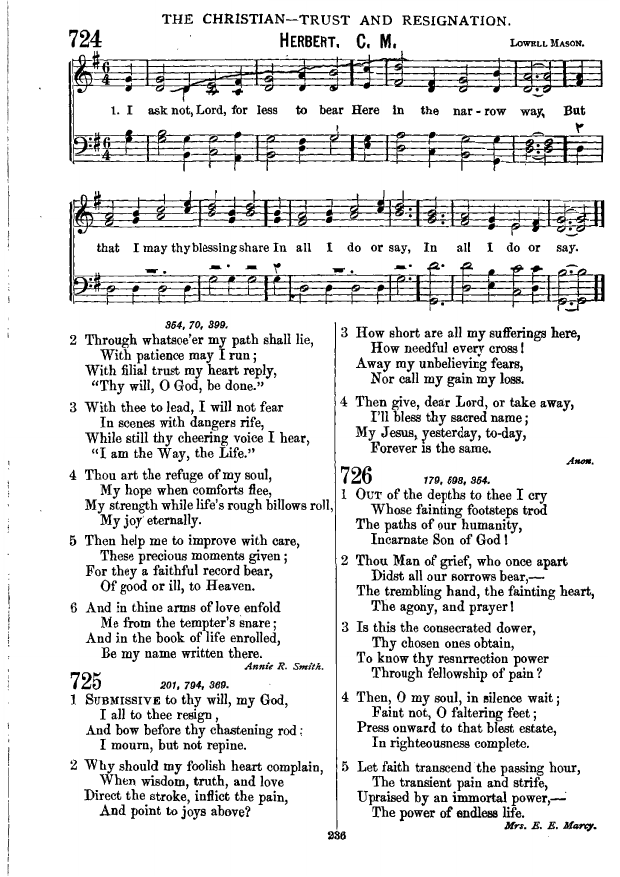 THE CHRISTIAN—TRUST AND RESIGNATION.
724
HERBERT. C. M.
LOWELL MASON.
1. I ask not, Lord, for less to bear Here in the nar - row way, But
that I may thy blessing share In all I do or say, In all I do or say.
354, 70, 399.
2 Through whatsoe'er my path shall lie,
With patience may I run;
With filial trust my heart reply,
“Thy will, O God, be done.”
3 With thee to lead, I will not fear
In scenes with dangers rife,
While still thy cheering voice I hear,
“I am the Way, the Life.”
4 Thou art the refuge of my soul,
My hope when comforts flee,
My strength while life's rough billows roll,
My joy eternally.
5 Then help me to improve with care,
These precious moments given;
For they a faithful record bear,
Of good or ill, to Heaven.
6 And in thine arms of love enfold
Me from the tempter's snare;
And in the book of life enrolled,
Be my name written there.
Annie R. Smith.
725
201, 794, 369.
1 SUBMISSIVE to thy will, my God,
I all to thee resign,
And bow before thy chastening rod;
I mourn, but not repine.
2 Why should my foolish heart complain,
When wisdom, truth, and love
Direct the stroke, inflict the pain,
And point to joys above?
3 How short are all my sufferings here,
How needful every cross!
Away my unbelieving fears,
Nor call my gain my loss.
4 Then give, dear Lord, or take away,
I'll bless thy sacred name;
My Jesus, yesterday, to-day,
Forever is the same.
Anon.
726
179, 598, 354.
1 OUT of the depths to thee I cry
Whose fainting footsteps trod
The paths of our humanity,
Incarnate Son of God!
2 Thou Man of grief, who once apart
Didst all our sorrows bear,—
The trembling hand, the fainting heart,
The agony, and prayer!
3 Is this the consecrated dower,
Thy chosen ones obtain,
To know thy resnrrection power
Through fellowship of pain?
4 Then, O my soul, in silence wait;
Faint not, O faltering feet;
Press onward to that blest estate,
In righteousness complete.
5 Let faith transcend the passing hour,
The transient pain and strife,
Upraised by an immortal power,—
The power of endless life.
Mrs. E. E. Marcy.
236